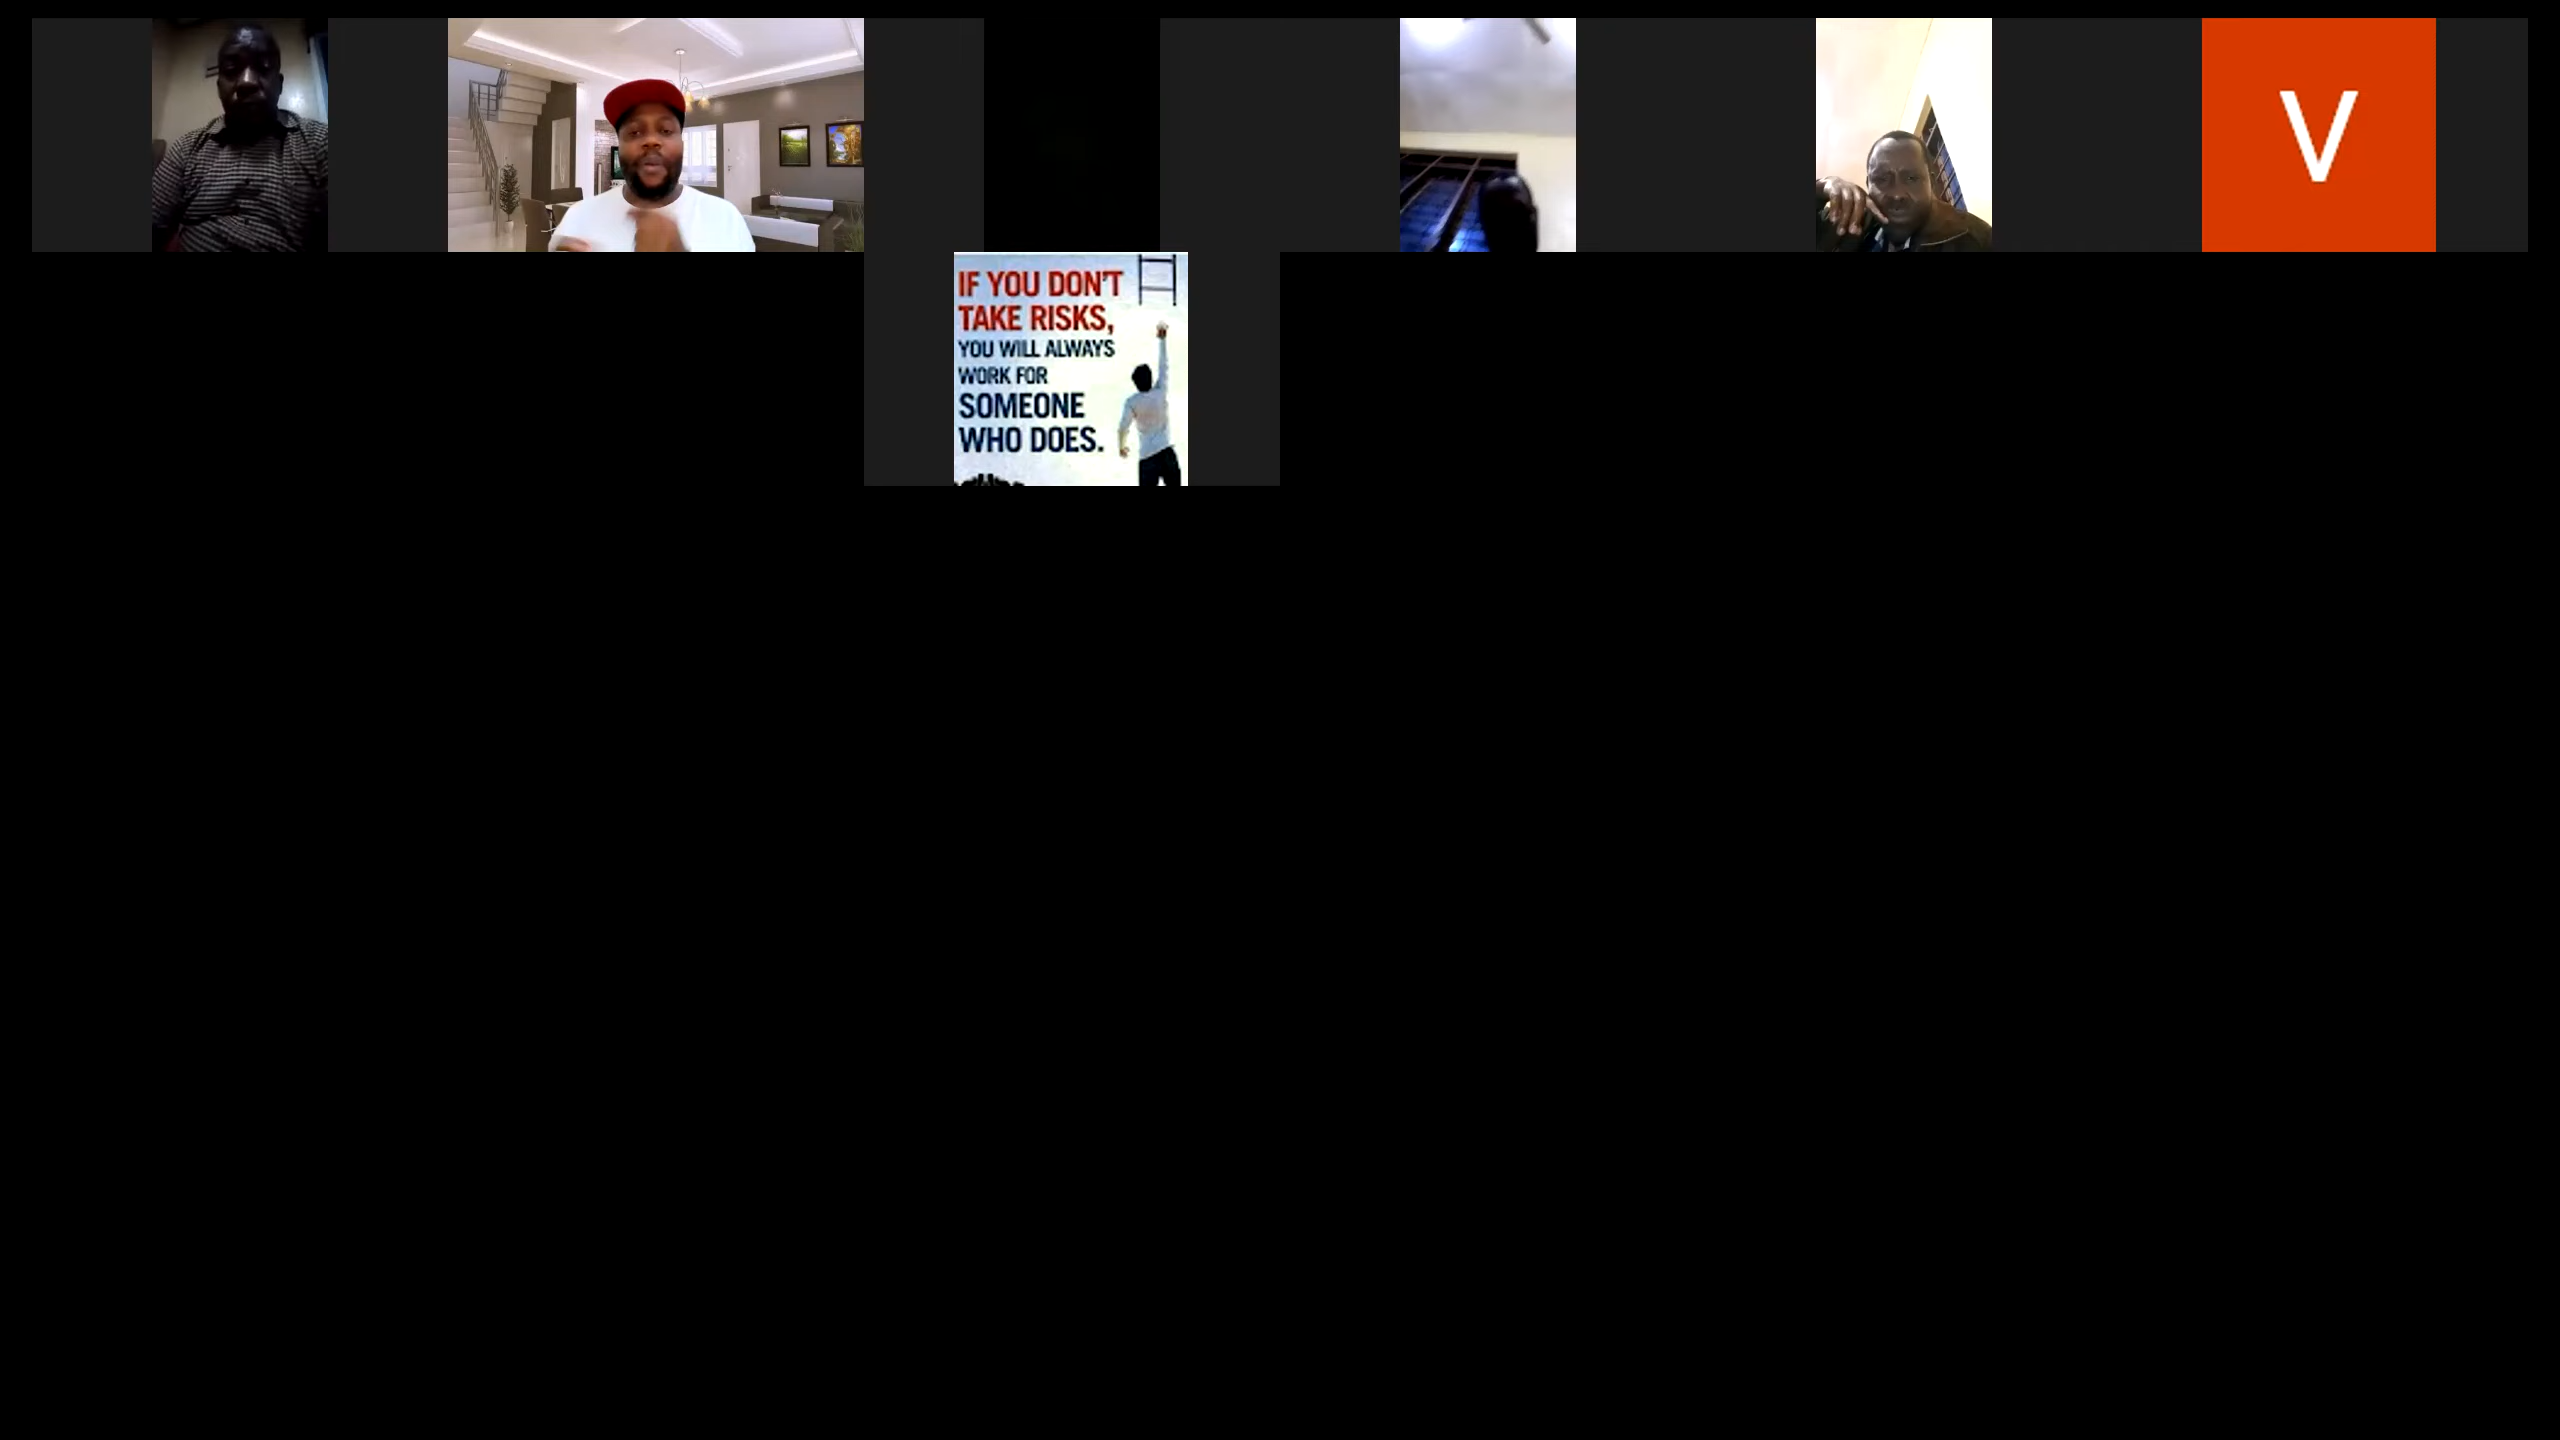 V
IF YOU DON'T
TAKE RISKS,
YOU WILL ALWAYS
WORK FOR
SOMEONE
WHO DOES.